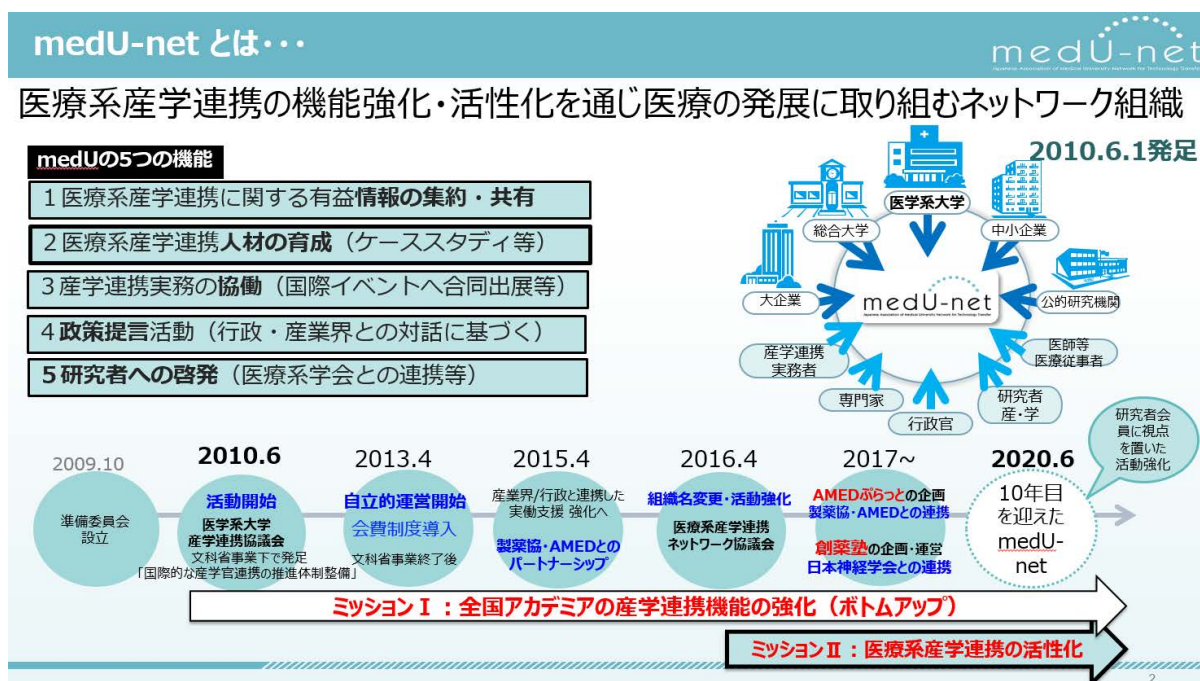 medU-net とは･･･
medU-net
Japanese Association of Medical University Network for Technology Transfer
医療系産学連携の機能強化･活性化を通じ医療の発展に取り組むネットワーク組織
2010.6.1発足
medUの5つの機能
1 医療系産学連携に関する有益情報の集約・共有
2 医療系産学連携人材の育成（ケーススタディ等）
3 産学連携実務の協働（国際イベントへ合同出展等）
4 政策提言活動（行政・産業界との対話に基づく）
5 研究者への啓発（医療系学会との連携等）
医学系大学
総合大学
中小企業
大企業
medU-net
Japanese Association of Medical University Network for Technology Transfer
公的研究機関
産学連携
実務者
医師等
医療従事者
専門家
行政官
研究者
産・学
研究者会
員に視点
を置いた
活動強化
2009.10
準備委員会
設立
2010.6
活動開始
医学系大学
産学連携協議会
文科省事業下で発足
「国際的な産学官連携の推進体制整備」
2013.4
自立的運営開始
会費制度導入
文科省事業終了後
2015.4
産業界/行政と連携した
実働支援 強化へ
製薬協・AMEDとの
パートナーシップ
2016.4
組織名変更・活動強化
医療系産学連携
ネットワーク協議会
2017~
AMEDぷらっとの企画
製薬協・AMEDとの連携
創薬塾の企画・運営
日本神経学会との連携
2020.6
10年目
を迎えた
medU-
net
ミッションⅠ：全国アカデミアの産学連携機能の強化（ボトムアップ）
ミッションⅡ：医療系産学連携の活性化
2